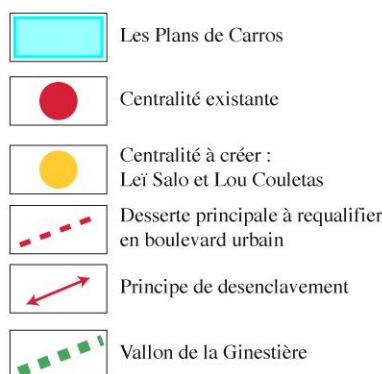 Les Plans de Carros
Centralité existante
Centralité à créer :
Leï Salo et Lou Couletas
Desserte principale à requalifier
en boulevard urbain
Principe de desenclavement
Vallon de la Ginestière